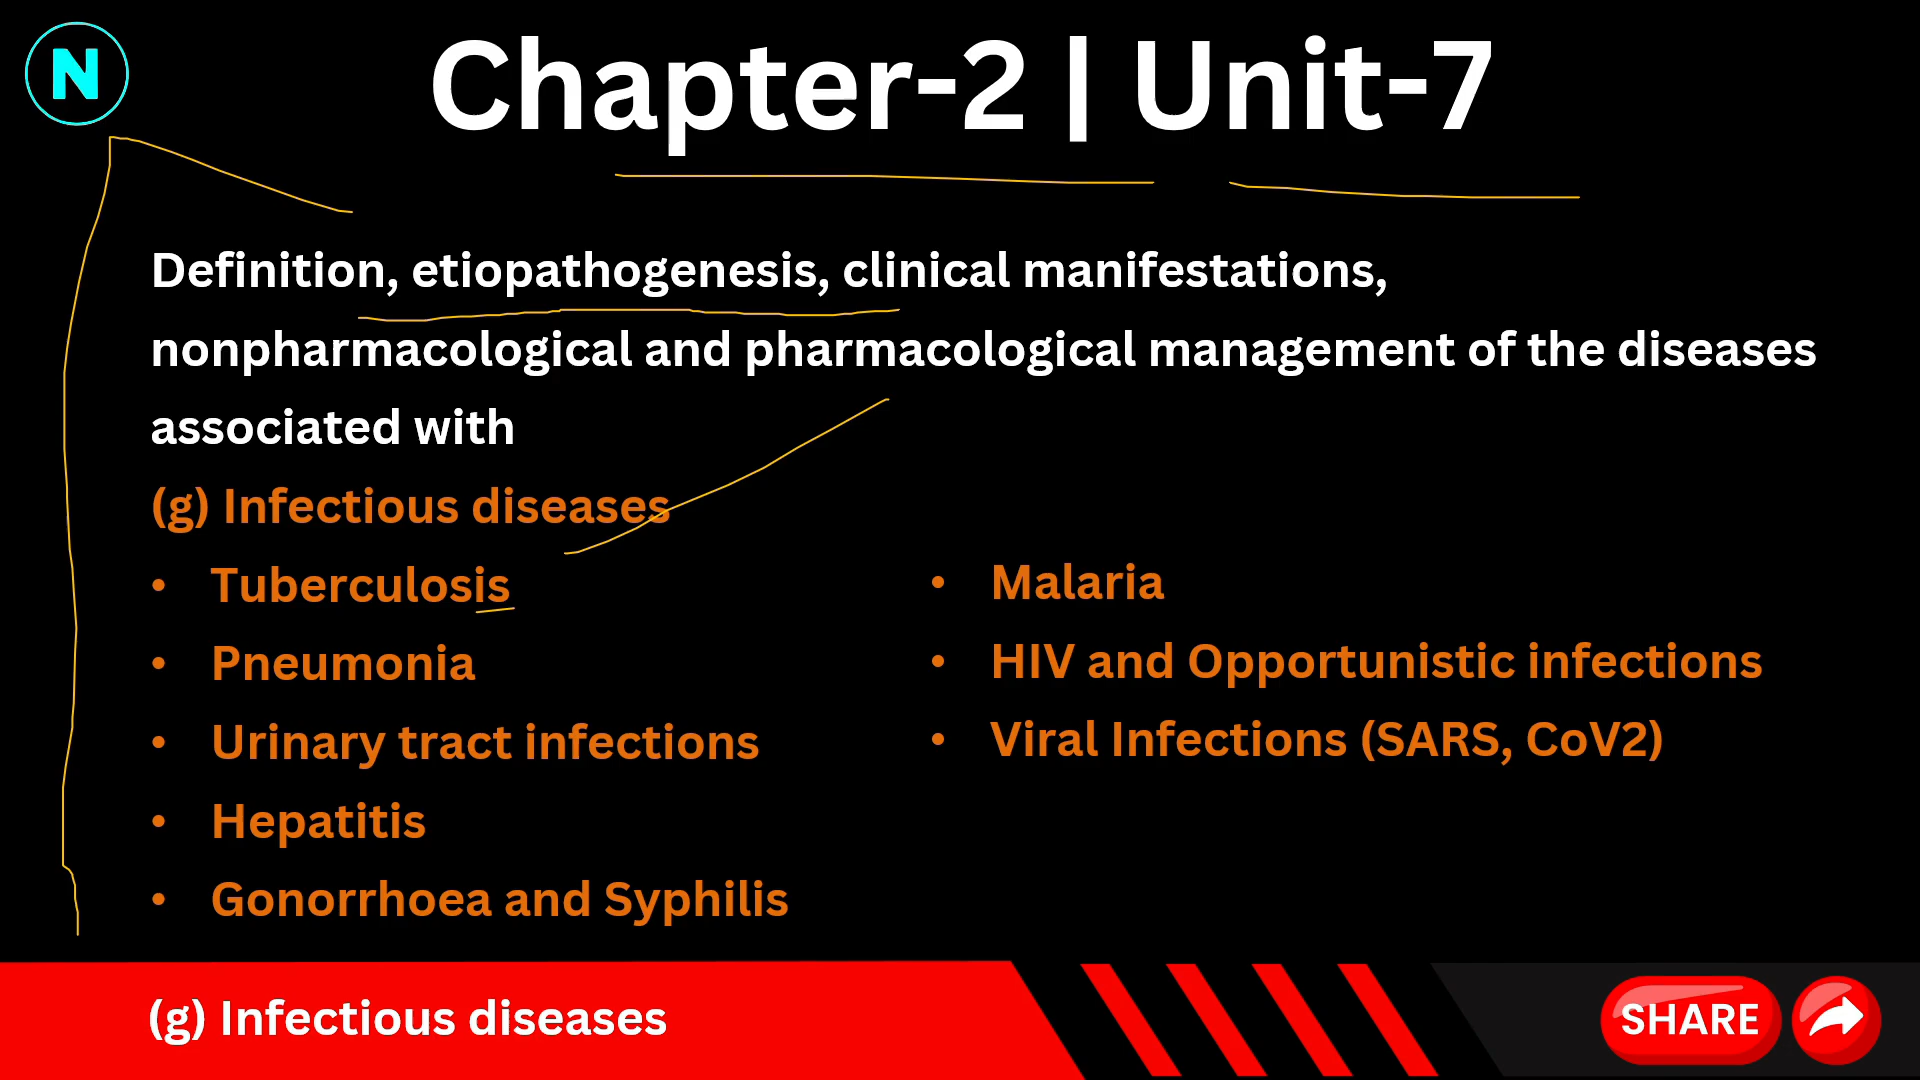 N
Chapter-2 | Unit-7
Definition, etiopathogenesis, clinical manifestations,
nonpharmacological and pharmacological management of the diseases
associated with
(g) Infectious diseases
• Tuberculosis
• Pneumonia
• Urinary tract infections
• Hepatitis
• Gonorrhoea and Syphilis
• Malaria
• HIV and Opportunistic infections
• Viral Infections (SARS, CoV2)
(g) Infectious diseases
SHARE